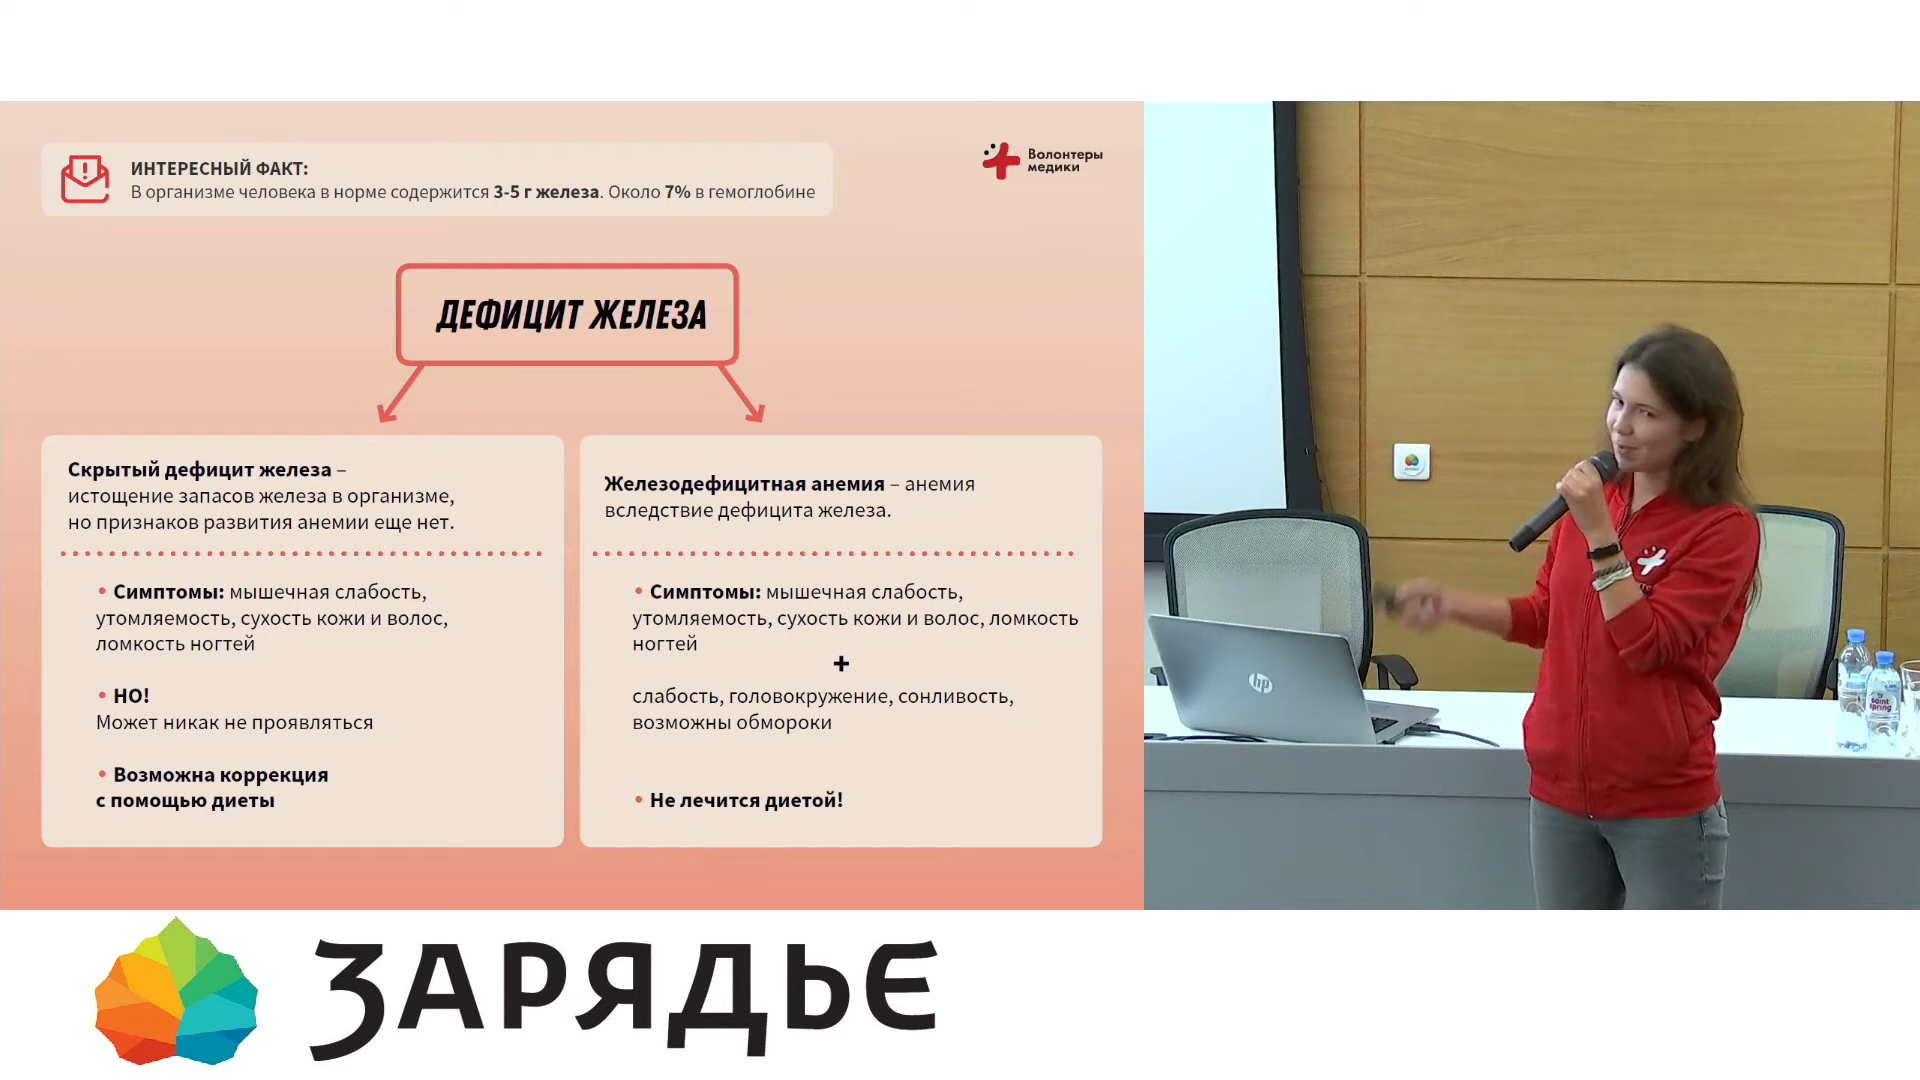 ИНТЕРЕСНЫЙ ФАКТ:
В организме человека в норме содержится 3-5 г железа. Около 7% в гемоглобине
Волонтеры
медики
ДЕФИЦИТ ЖЕЛЕЗА
Скрытый дефицит железа –
истощение запасов железа в организме,
но признаков развития анемии еще нет.
• Симптомы: мышечная слабость,
утомляемость, сухость кожи и волос,
ломкость ногтей
• НО!
Может никак не проявляться
• Возможна коррекция
с помощью диеты
Железодефицитная анемия – анемия
вследствие дефицита железа.
• Симптомы: мышечная слабость,
утомляемость, сухость кожи и волос, ломкость
ногтей
+
слабость, головокружение, сонливость,
возможны обмороки
• Не лечится диетой!
hp
saint
spring
ЗАРЯДЬЕ